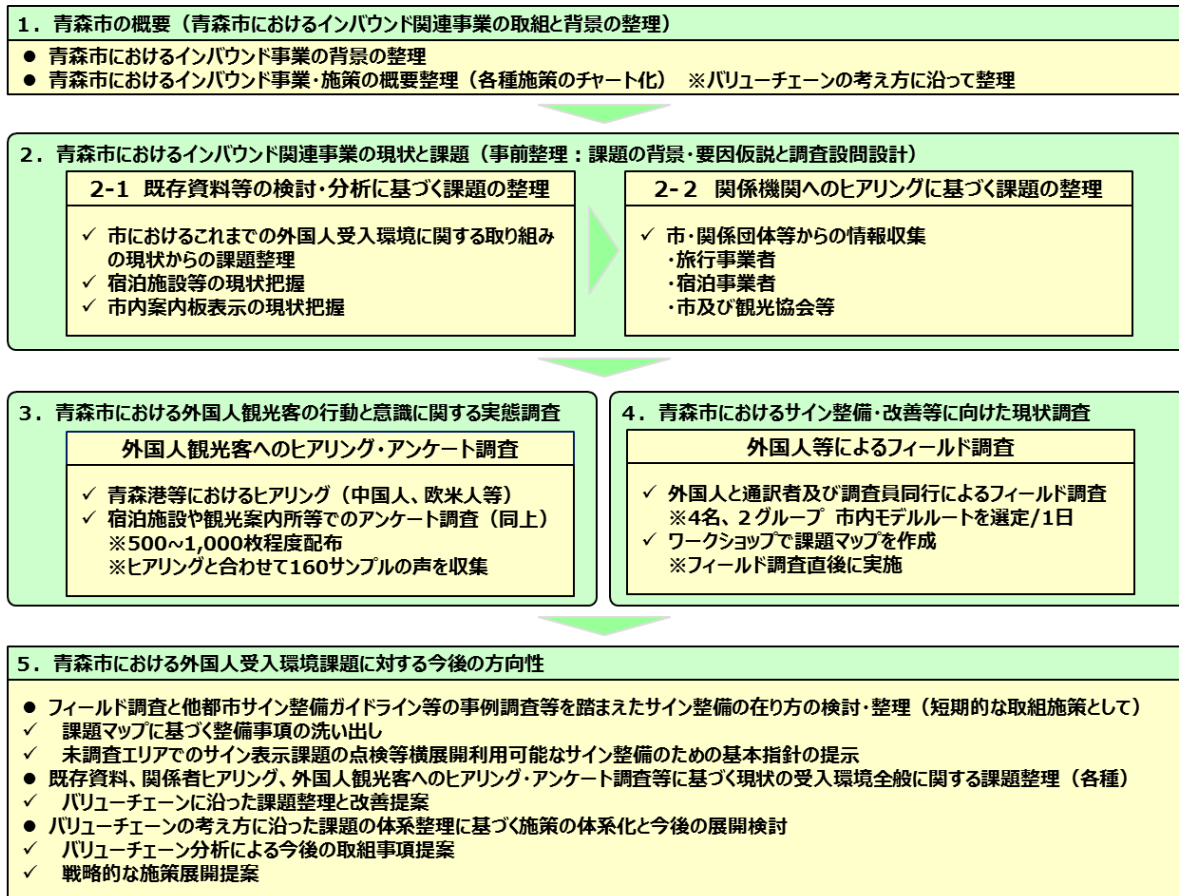 1．青森市の概要（青森市におけるインバウンド関連事業の取組と背景の整理）
● 青森市におけるインバウンド事業の背景の整理
● 青森市におけるインバウンド事業・施策の概要整理（各種施策のチャート化）　※バリューチェーンの考え方に沿って整理
2．青森市におけるインバウンド関連事業の現状と課題（事前整理：課題の背景・要因仮説と調査設問設計）
2-1 既存資料等の検討・分析に基づく課題の整理
✓ 市におけるこれまでの外国人受入環境に関する取り組み
の現状からの課題整理
✓ 宿泊施設等の現状把握
✓ 市内案内板表示の現状把握
2-2 関係機関へのヒアリングに基づく課題の整理
✓ 市・関係団体等からの情報収集
・旅行事業者
・宿泊事業者
・市及び観光協会等
3．青森市における外国人観光客の行動と意識に関する実態調査
外国人観光客へのヒアリング・アンケート調査
✓ 青森港等におけるヒアリング（中国人、欧米人等）
✓ 宿泊施設や観光案内所等でのアンケート調査（同上）
※500~1,000枚程度配布
※ヒアリングと合わせて160サンプルの声を収集
4．青森市におけるサイン整備・改善等に向けた現状調査
外国人等によるフィールド調査
✓ 外国人と通訳者及び調査員同行によるフィールド調査
※4名、2グループ 市内モデルルートを選定/1日
✓ ワークショップで課題マップを作成
※フィールド調査直後に実施
5．青森市における外国人受入環境課題に対する今後の方向性
● フィールド調査と他都市サイン整備ガイドライン等の事例調査等を踏まえたサイン整備の在り方の検討・整理（短期的な取組施策として）
✓ 課題マップに基づく整備事項の洗い出し
✓ 未調査エリアでのサイン表示課題の点検等横展開利用可能なサイン整備のための基本指針の提示
● 既存資料、関係者ヒアリング、外国人観光客へのヒアリング・アンケート調査等に基づく現状の受入環境全般に関する課題整理（各種）
✓ バリューチェーンに沿った課題整理と改善提案
● バリューチェーンの考え方に沿った課題の体系整理に基づく施策の体系化と今後の展開検討
✓ バリューチェーン分析による今後の取組事項提案
✓ 戦略的な施策展開提案